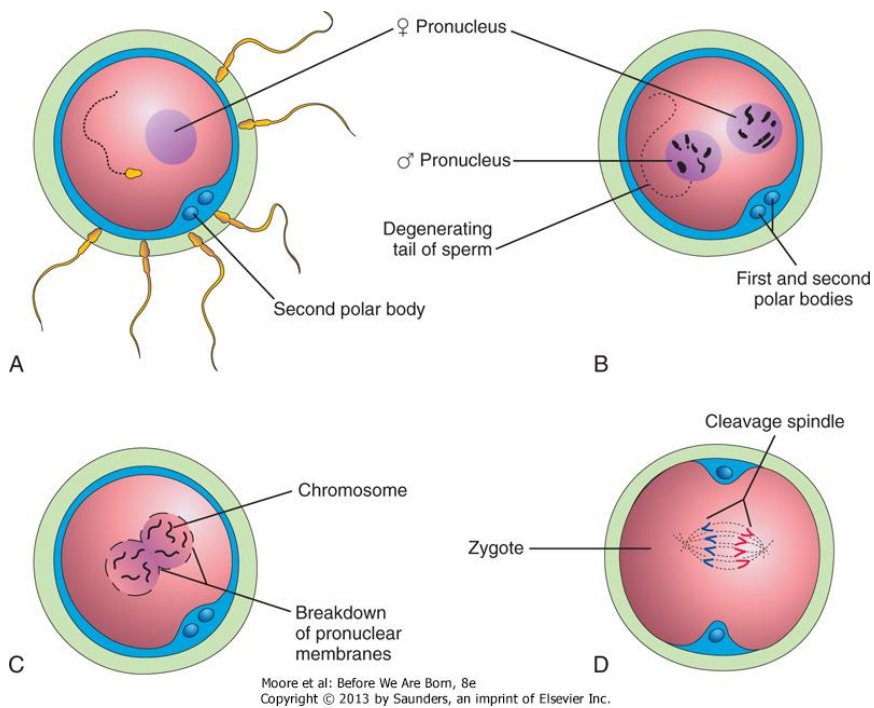 ♀ Pronucleus
♂ Pronucleus
Degenerating
tail of sperm
First and second
polar bodies
Second polar body
A
B
Cleavage spindle
Chromosome
Zygote
Breakdown
of pronuclear
membranes
C
D
Moore et al: Before We Are Born, 8e
Copyright © 2013 by Saunders, an imprint of Elsevier Inc.